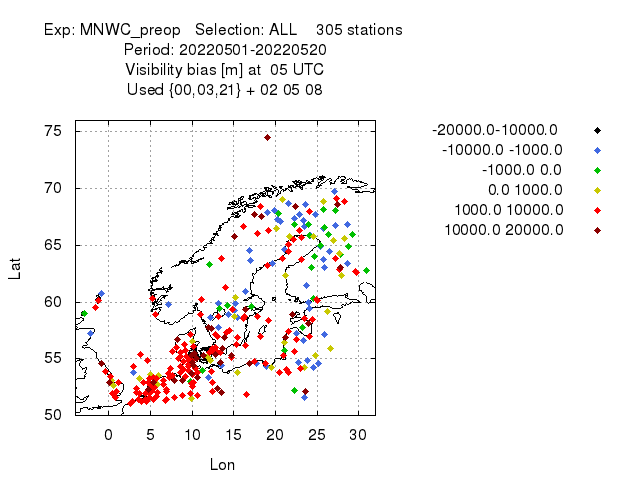 Exp: MNWC_preop Selection: ALL 305 stations
Period: 20220501-20220520
Visibility bias [m] at 05 UTC
Used {00,03,21} + 02 05 08
-20000.0-10000.0
-10000.0 -1000.0
-1000.0 0.0
0.0 1000.0
1000.0 10000.0
10000.0 20000.0
75
70
65
60
55
50
Lat
0 5 10 15 20 25 30
Lon